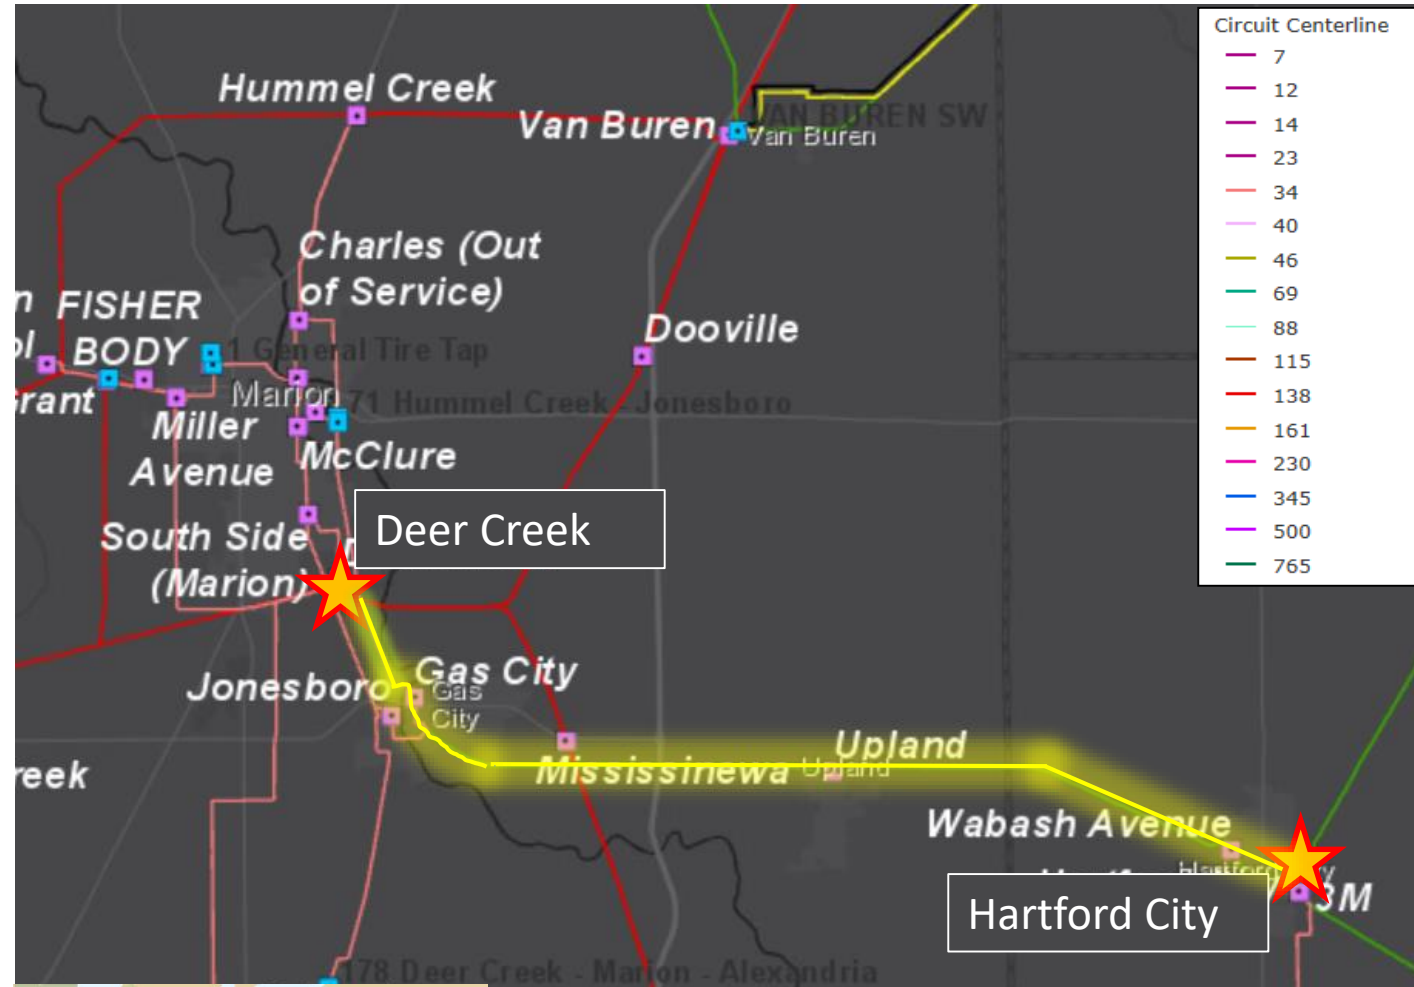 Circuit Centerline
7
12
14
23
34
40
46
69
88
115
138
161
230
345
500
765
Hummel Creek
Van Buren
VAN BUREN SW
Van Buren
Charles (Out
of Service)
FISHER
BODY
1 General Tire Tap
Dooville
Marion
71 Hummel Creek - Jonesboro
Miller
Avenue
McClure
South Side
(Marion)
Deer Creek
Gas City
Jonesboro
Gas
City
Upland
Mississinewa
Upland
reek
Wabash Avenue
Hartford City
3M
178 Deer Creek - Marion - Alexandria